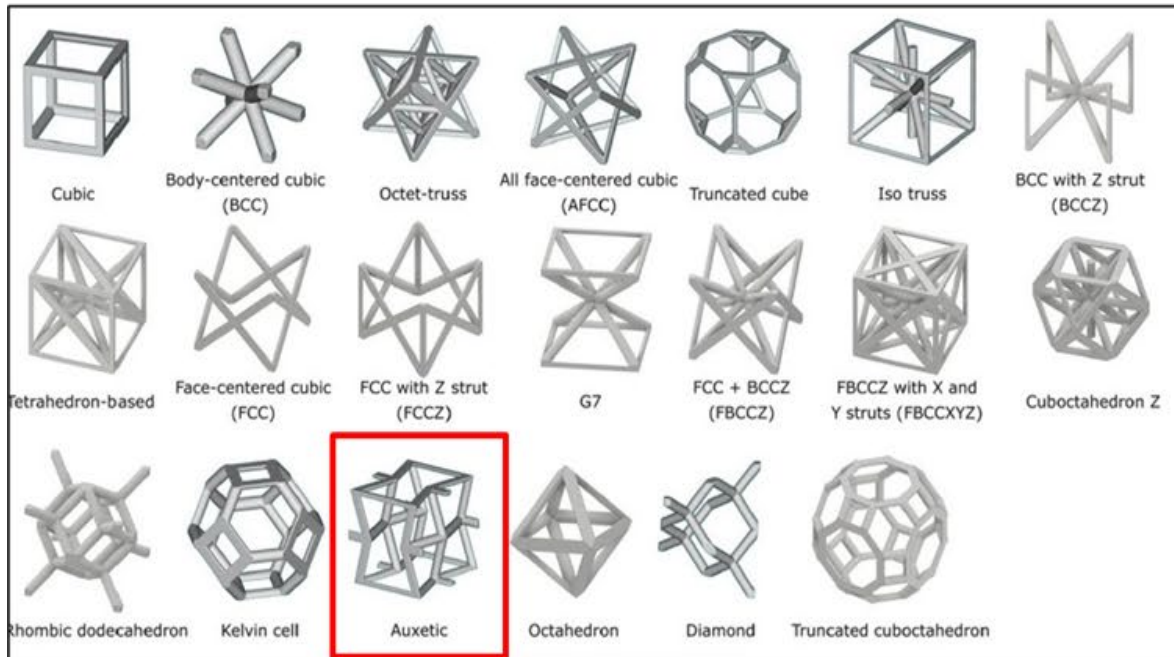 Cubic
Body-centered cubic
(BCC)
Octet-truss
All face-centered cubic
(AFCC)
Truncated cube
Iso truss
BCC with Z strut
(BCCZ)
Tetrahedron-based
Face-centered cubic
(FCC)
FCC with Z strut
(FCCZ)
G7
FCC + BCCZ
(FBCCZ)
FBCCZ with X and
Y struts (FBCCXYZ)
Cuboctahedron Z
Rhombic dodecahedron
Kelvin cell
Auxetic
Octahedron
Diamond
Truncated cuboctahedron